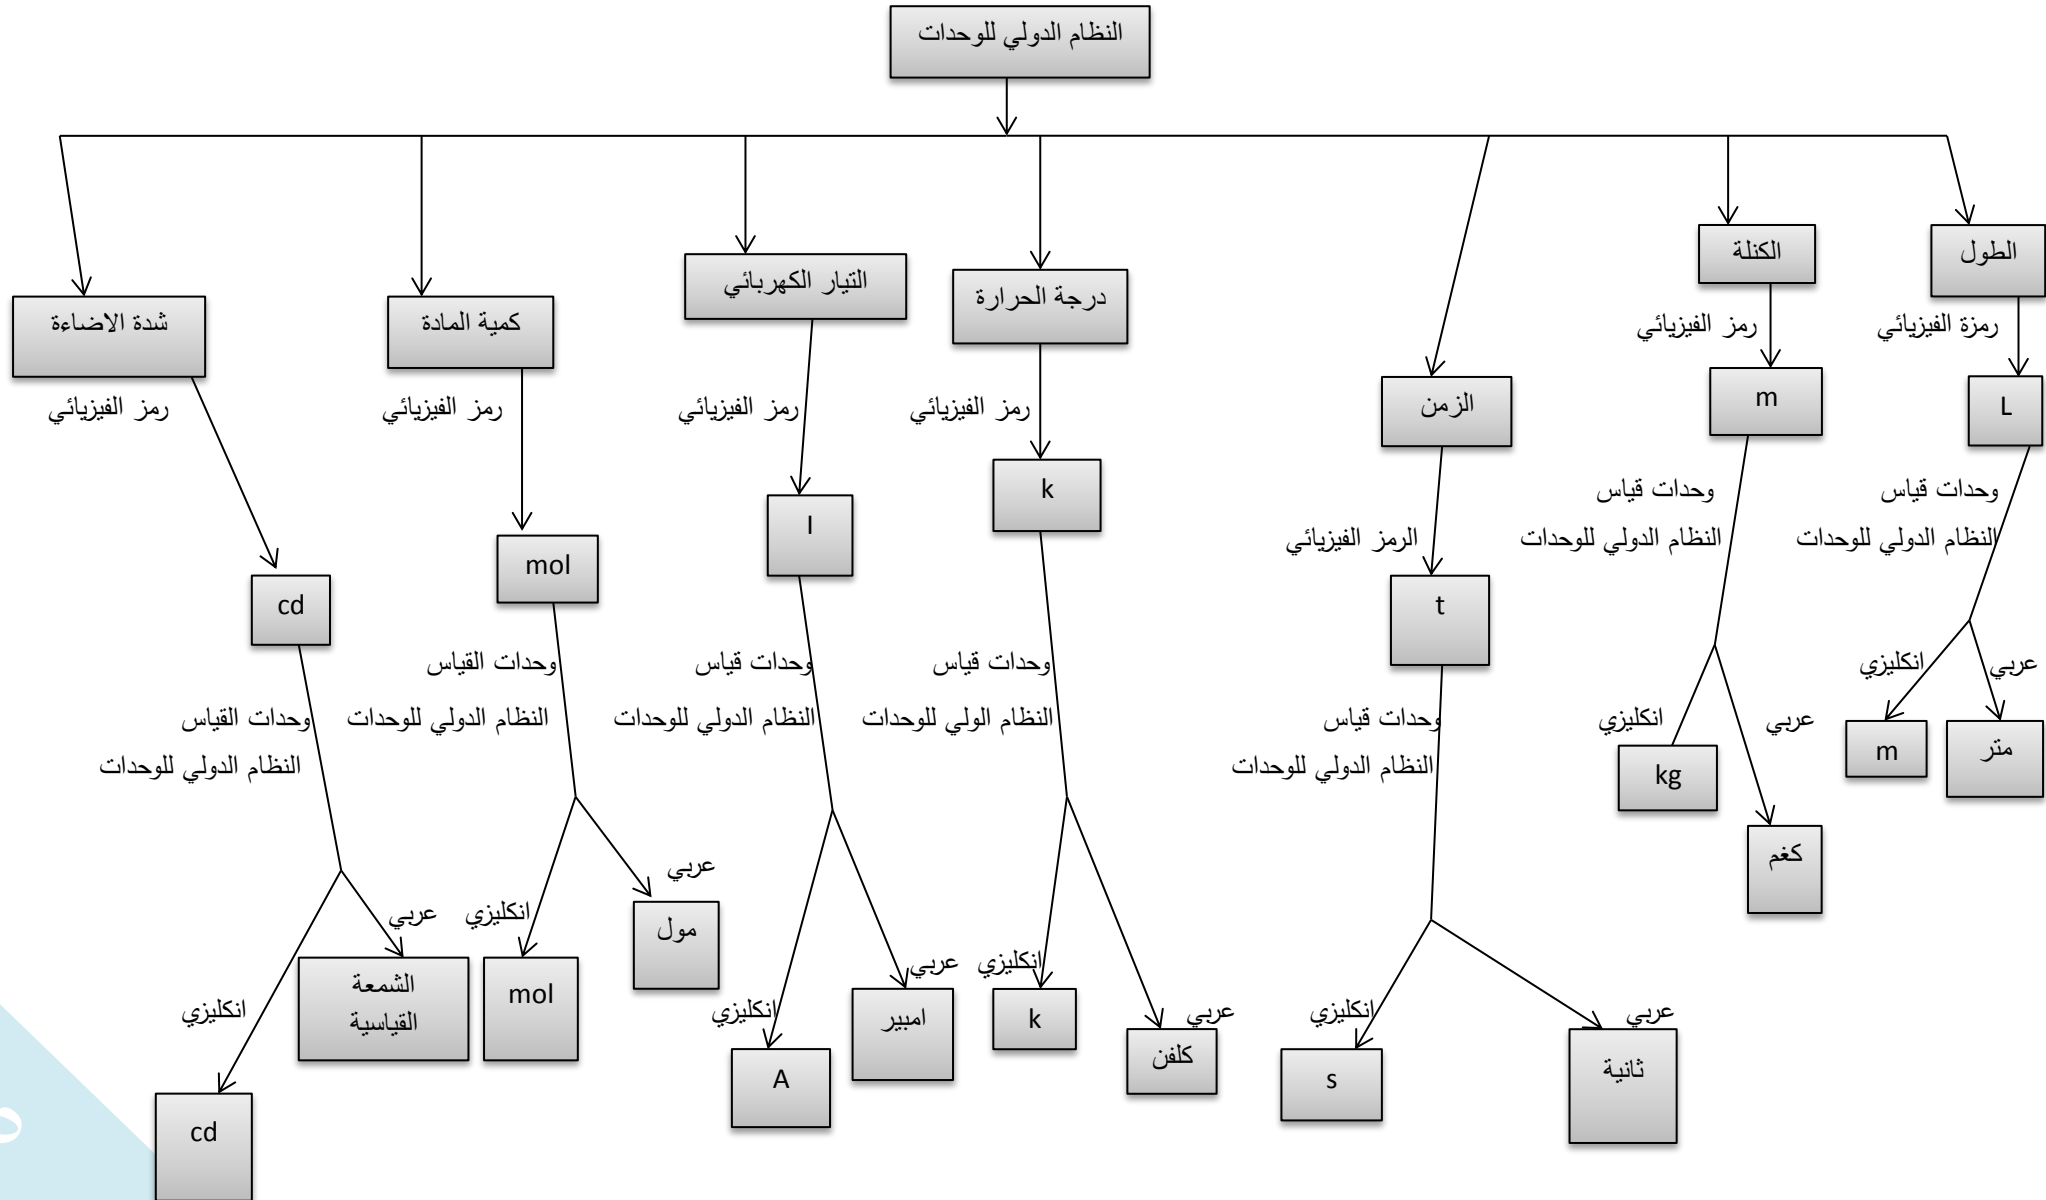 النظام الدولي للوحدات
الطول
رمزة الفيزيائي
L
وحدات قياس
النظام الدولي للوحدات
عربي
انكليزي
متر
m
الكتلة
رمز الفيزيائي
m
وحدات قياس
النظام الدولي للوحدات
عربي
انكليزي
كغم
kg
الزمن
الرمز الفيزيائي
t
وحدات قياس
النظام الدولي للوحدات
عربي
انكليزي
ثانية
s
درجة الحرارة
رمز الفيزيائي
k
وحدات قياس
النظام الولي للوحدات
عربي
انكليزي
كلفن
k
التيار الكهربائي
رمز الفيزيائي
I
وحدات قياس
النظام الدولي للوحدات
عربي
انكليزي
امبير
A
كمية المادة
رمز الفيزيائي
mol
وحدات القياس
النظام الدولي للوحدات
عربي
انكليزي
مول
mol
شدة الاضاءة
رمز الفيزيائي
cd
وحدات القياس
النظام الدولي للوحدات
عربي
انكليزي
الشمعة
القياسية
cd